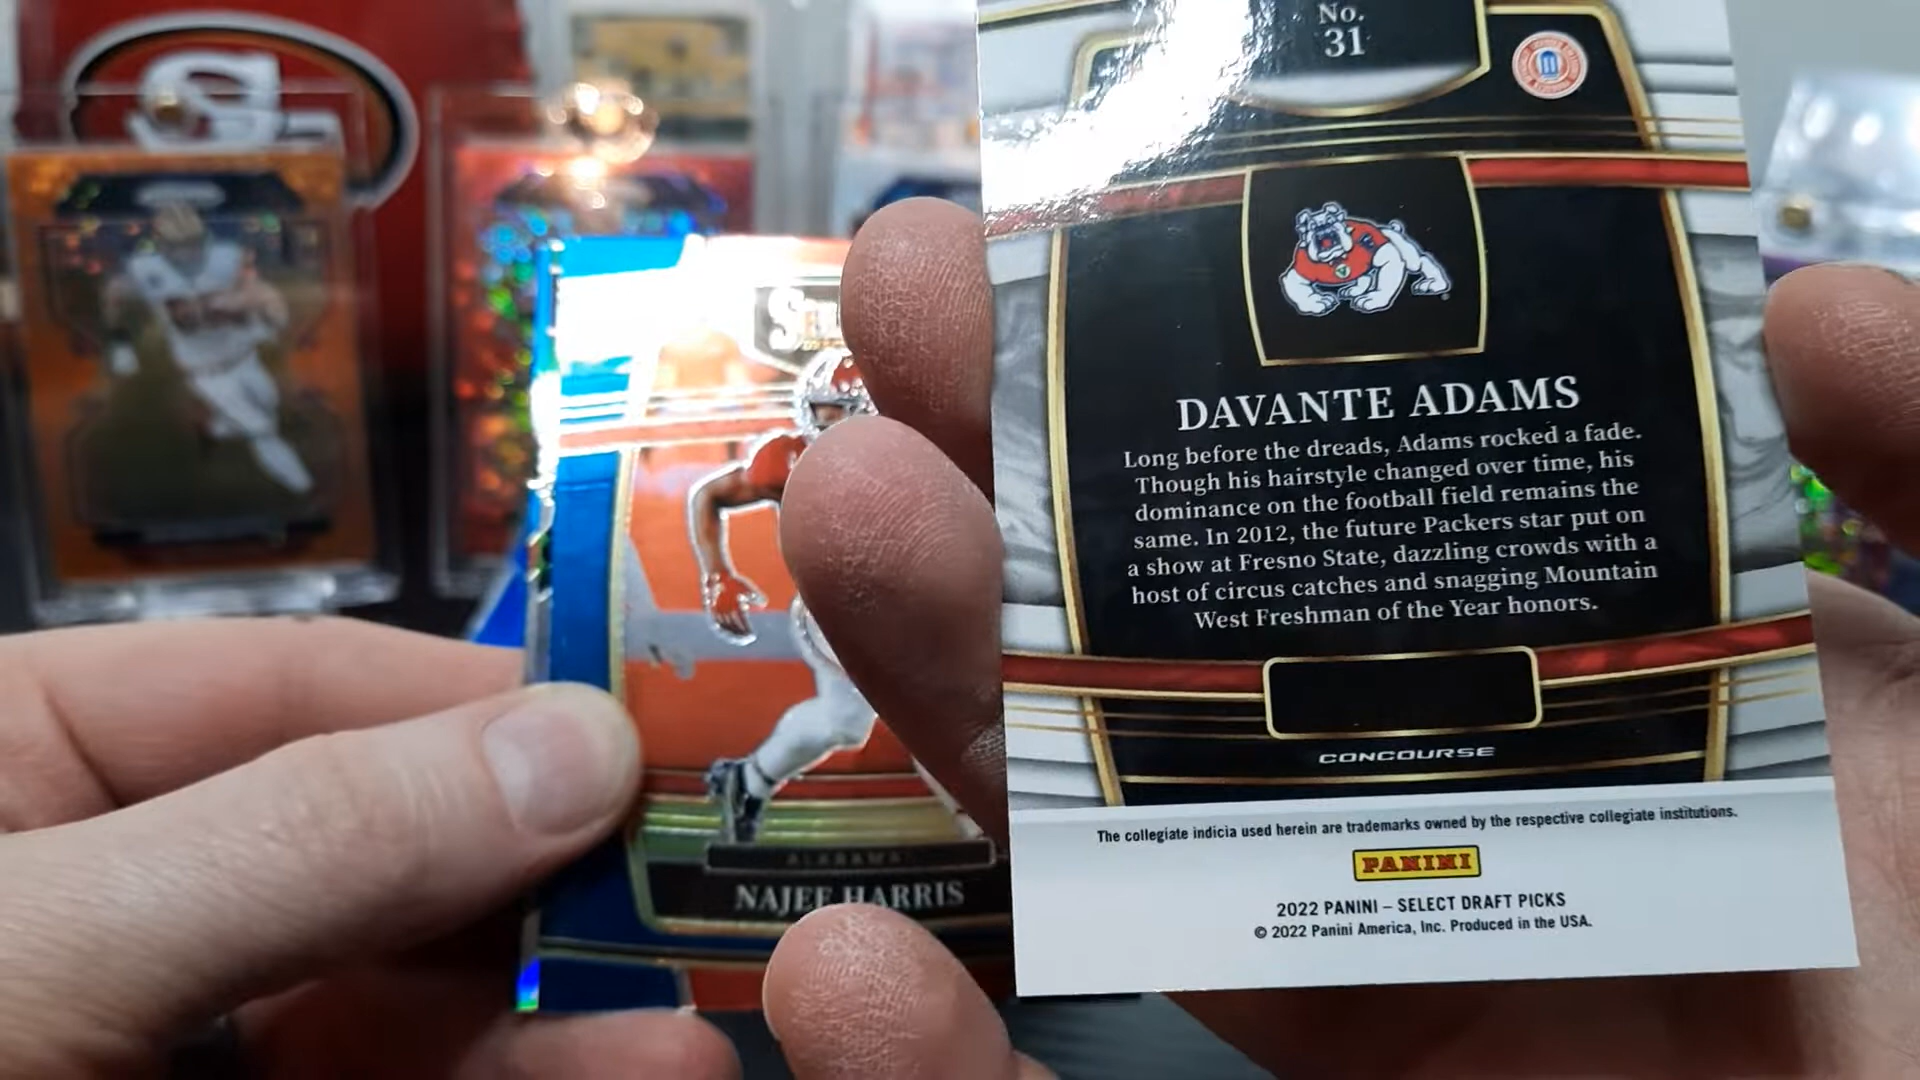 No.
31
DAVANTE ADAMS
Long before the dreads, Adams rocked a fade.
Though his hairstyle changed over time, his
dominance on the football field remains the
same. In 2012, the future Packers star put on
a show at Fresno State, dazzling crowds with a
host of circus catches and snagging Mountain
West Freshman of the Year honors.
CONCOURSE
The collegiate indicia used herein are trademarks owned by the respective collegiate institutions.
PANINI
2022 PANINI – SELECT DRAFT PICKS
© 2022 Panini America, Inc. Produced in the USA.
ALABAMA
NAJEE HARRIS